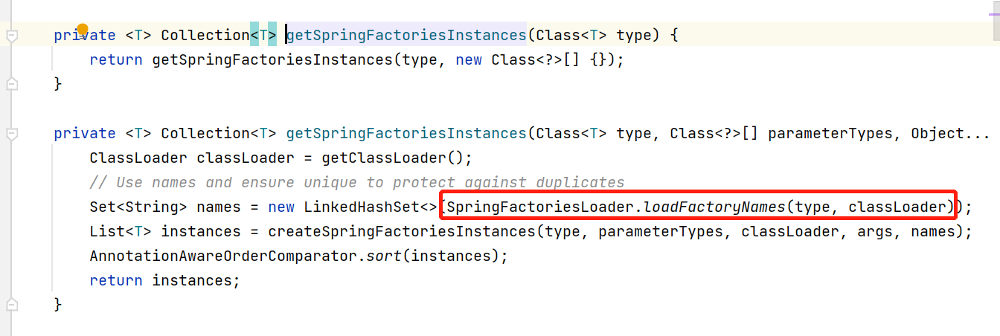 private <T> Collection<T> getSpringFactoriesInstances(Class<T> type) {
return getSpringFactoriesInstances(type, new Class<?>[] {});
}
private <T> Collection<T> getSpringFactoriesInstances(Class<T> type, Class<?>[] parameterTypes, Object...
ClassLoader classLoader = getClassLoader();
// Use names and ensure unique to protect against duplicates
Set<String> names = new LinkedHashSet<>(SpringFactoriesLoader.loadFactoryNames(type, classLoader));
List<T> instances = createSpringFactoriesInstances(type, parameterTypes, classLoader, args, names);
AnnotationAwareOrderComparator.sort(instances);
return instances;
}